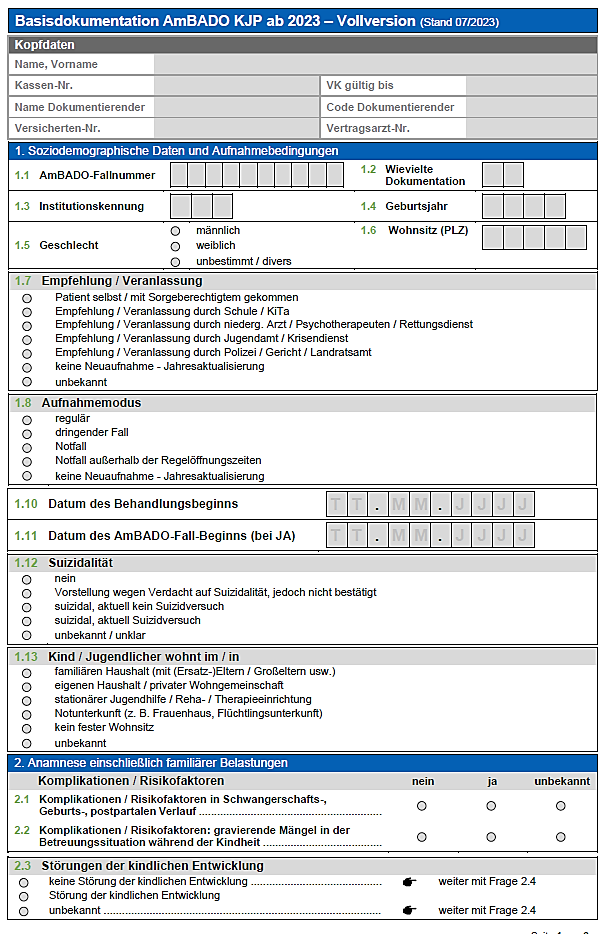 Basisdokumentation AmBADO KJP ab 2023 – Vollversion (Stand 07/2023)
Kopfdaten
Name, Vorname
Kassen-Nr. VK gültig bis
Name Dokumentierender Code Dokumentierender
Versicherten-Nr. Vertragsarzt-Nr.
1. Soziodemographische Daten und Aufnahmebedingungen
1.1 AmBADO-Fallnummer 1.2 Wievielte Dokumentation
1.3 Institutionskennung 1.4 Geburtsjahr
1.5 Geschlecht
männlich
weiblich
unbestimmt / divers
1.6 Wohnsitz (PLZ)
1.7 Empfehlung / Veranlassung
Patient selbst / mit Sorgeberechtigtem gekommen
Empfehlung / Veranlassung durch Schule / KiTa
Empfehlung / Veranlassung durch niederg. Arzt / Psychotherapeuten / Rettungsdienst
Empfehlung / Veranlassung durch Jugendamt / Krisendienst
Empfehlung / Veranlassung durch Polizei / Gericht / Landratsamt
keine Neuaufnahme - Jahresaktualisierung
unbekannt
1.8 Aufnahmemodus
regulär
dringender Fall
Notfall
Notfall außerhalb der Regelöffnungszeiten
keine Neuaufnahme - Jahresaktualisierung
1.10 Datum des Behandlungsbeginns T T . M M . J J J J
1.11 Datum des AmBADO-Fall-Beginns (bei JA) T T . M M . J J J J
1.12 Suizidalität
nein
Vorstellung wegen Verdacht auf Suizidalität, jedoch nicht bestätigt
suizidal, aktuell kein Suizidversuch
suizidal, aktuell Suizidversuch
unbekannt / unklar
1.13 Kind / Jugendlicher wohnt im / in
familiären Haushalt (mit (Ersatz-)Eltern / Großeltern usw.)
eigenen Haushalt / privater Wohngemeinschaft
stationärer Jugendhilfe / Reha- / Therapieeinrichtung
Notunterkunft (z. B. Frauenhaus, Flüchtlingsunterkunft)
kein fester Wohnsitz
unbekannt
2. Anamnese einschließlich familiärer Belastungen
Komplikationen / Risikofaktoren nein ja unbekannt
2.1 Komplikationen / Risikofaktoren in Schwangerschafts-,
Geburts-, postpartalen Verlauf
2.2 Komplikationen / Risikofaktoren: gravierende Mängel in der
Betreuungssituation während der Kindheit
2.3 Störungen der kindlichen Entwicklung
keine Störung der kindlichen Entwicklung weiter mit Frage 2.4
Störung der kindlichen Entwicklung
unbekannt weiter mit Frage 2.4